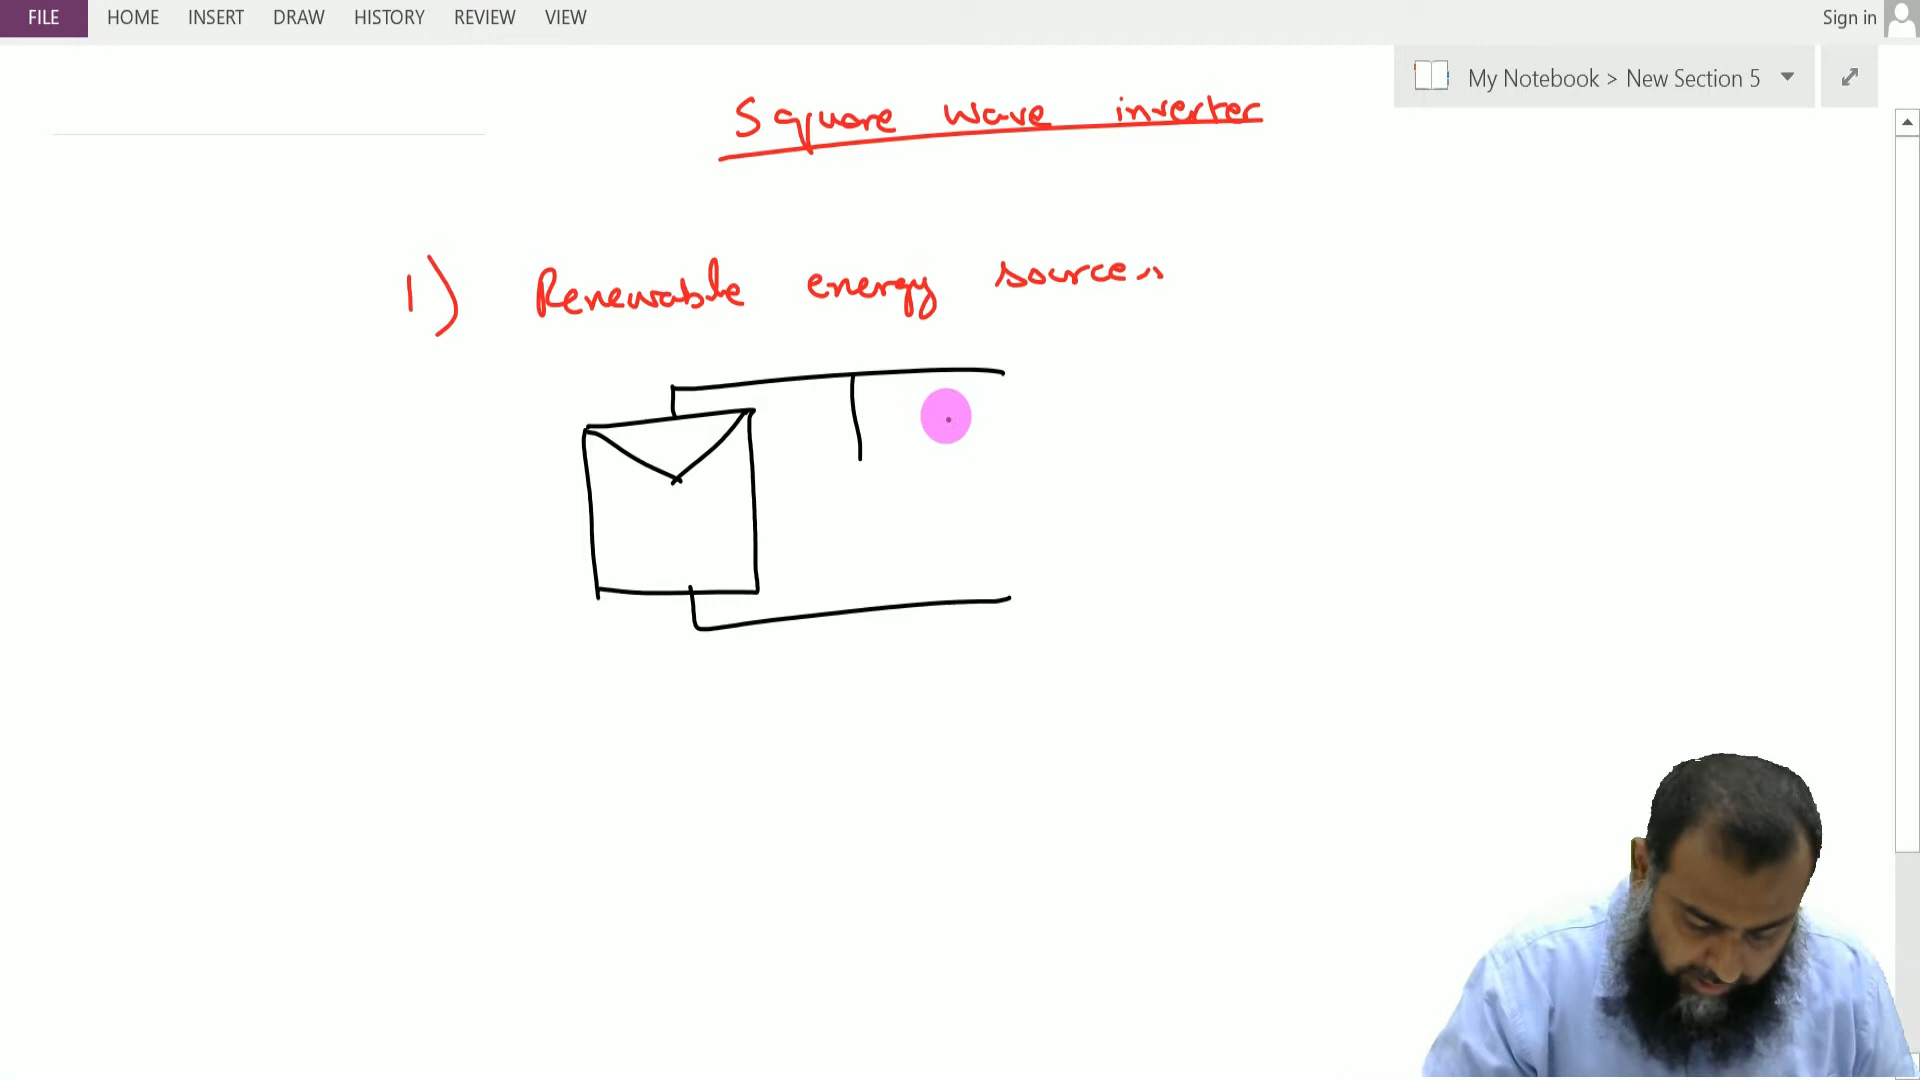 FILE HOME INSERT DRAW HISTORY REVIEW VIEW Sign in
My Notebook > New Section 5
Square wave inverter
1) Renewable energy sources